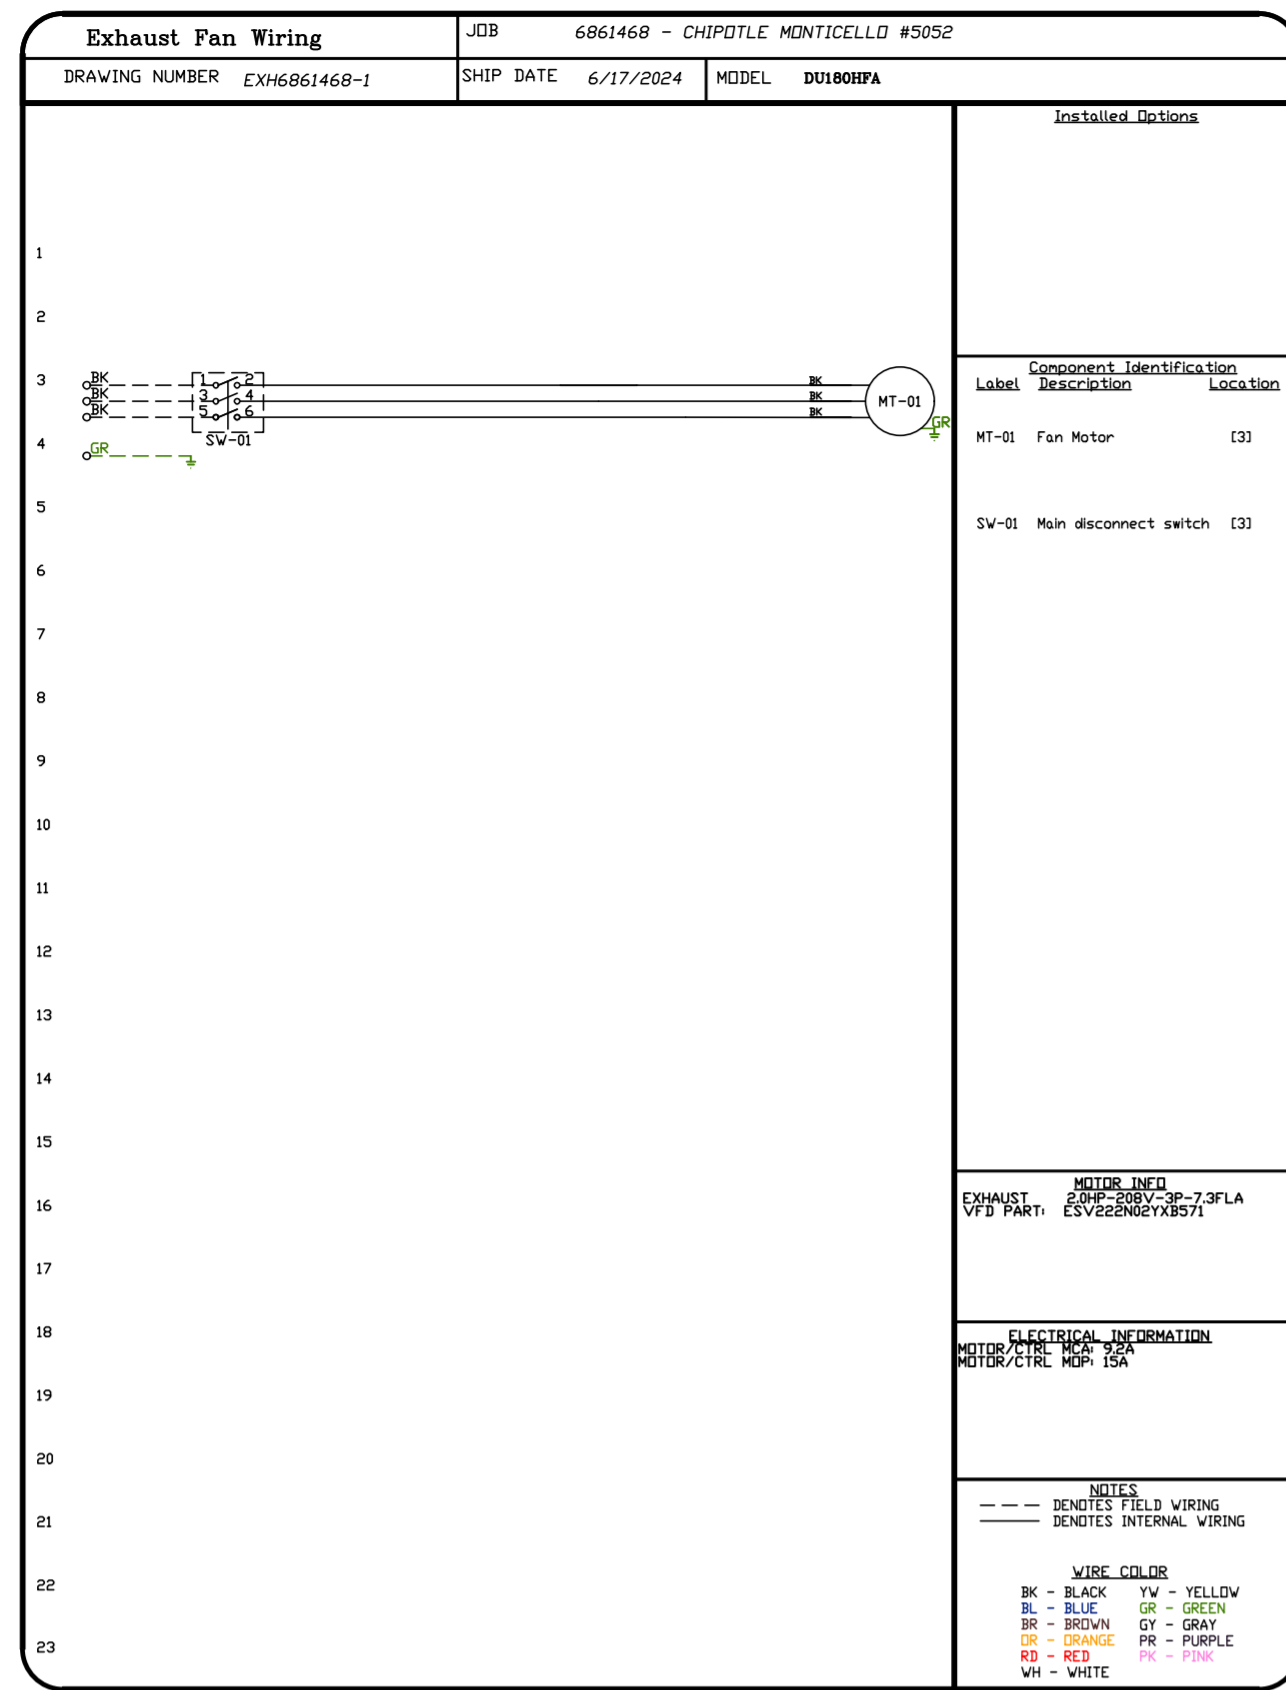 Exhaust Fan Wiring
JOB 6861468 - CHIPOTLE MONTICELLO #5052
DRAWING NUMBER EXH6861468-1
SHIP DATE 6/17/2024
MODEL DU180HFA
Installed Options
1
2
3
BK
BK
BK
1 2
3 4
5 6
SW-01
BK
BK
BK
MT-01
GR
4
GR
5
6
7
8
9
10
11
12
13
14
15
16
17
18
19
20
21
22
23
Component Identification
Label Description Location
MT-01 Fan Motor [3]
SW-01 Main disconnect switch [3]
MOTOR INFO
EXHAUST 2.0HP-208V-3P-7.3FLA
VFD PART: ESV222N02YXB571
ELECTRICAL INFORMATION
MOTOR/CTRL MCA: 9.2A
MOTOR/CTRL MOP: 15A
NOTES
DENOTES FIELD WIRING
DENOTES INTERNAL WIRING
WIRE COLOR
BK - BLACK YW - YELLOW
BL - BLUE GR - GREEN
BR - BROWN GY - GRAY
OR - ORANGE PR - PURPLE
RD - RED PK - PINK
WH - WHITE